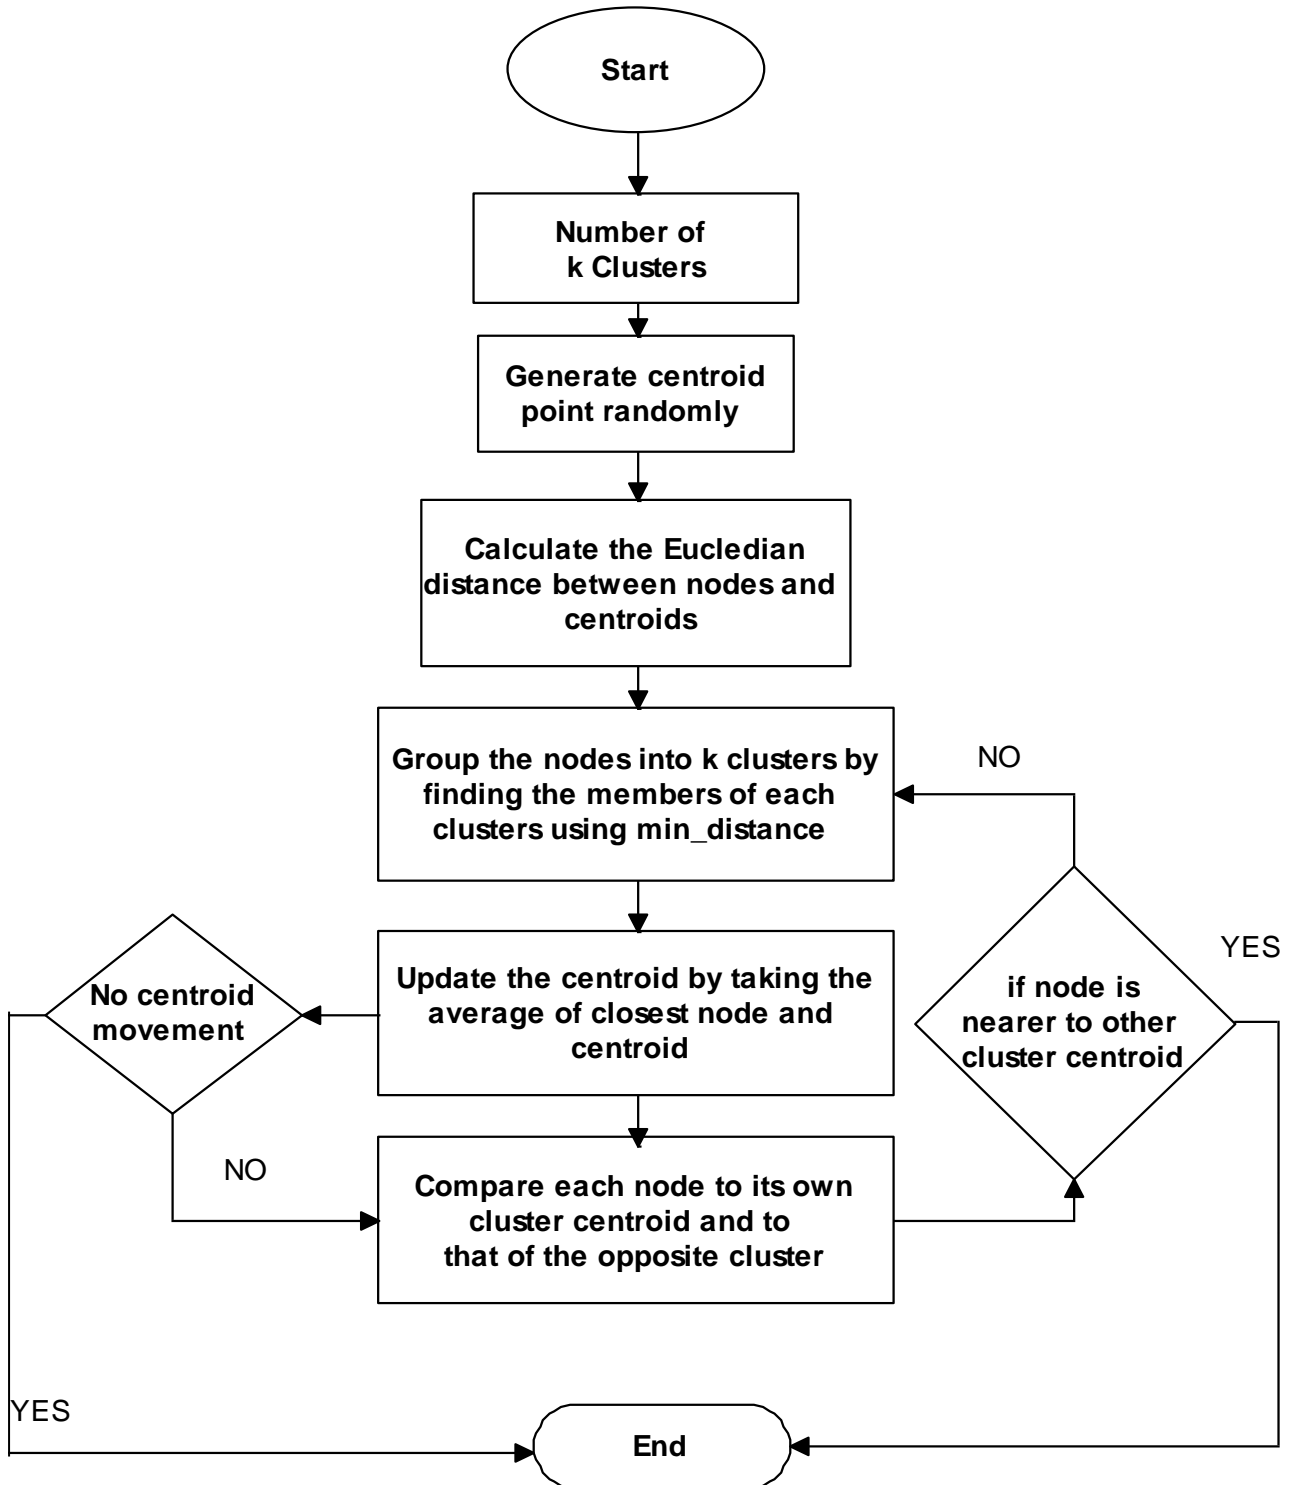 Start
Number of
k Clusters
Generate centroid
point randomly
Calculate the Eucledian
distance between nodes and
centroids
Group the nodes into k clusters by
finding the members of each
clusters using min_distance
NO
YES
No centroid
movement
Update the centroid by taking the
average of closest node and
centroid
if node is
nearer to other
cluster centroid
NO
Compare each node to its own
cluster centroid and to
that of the opposite cluster
YES
End